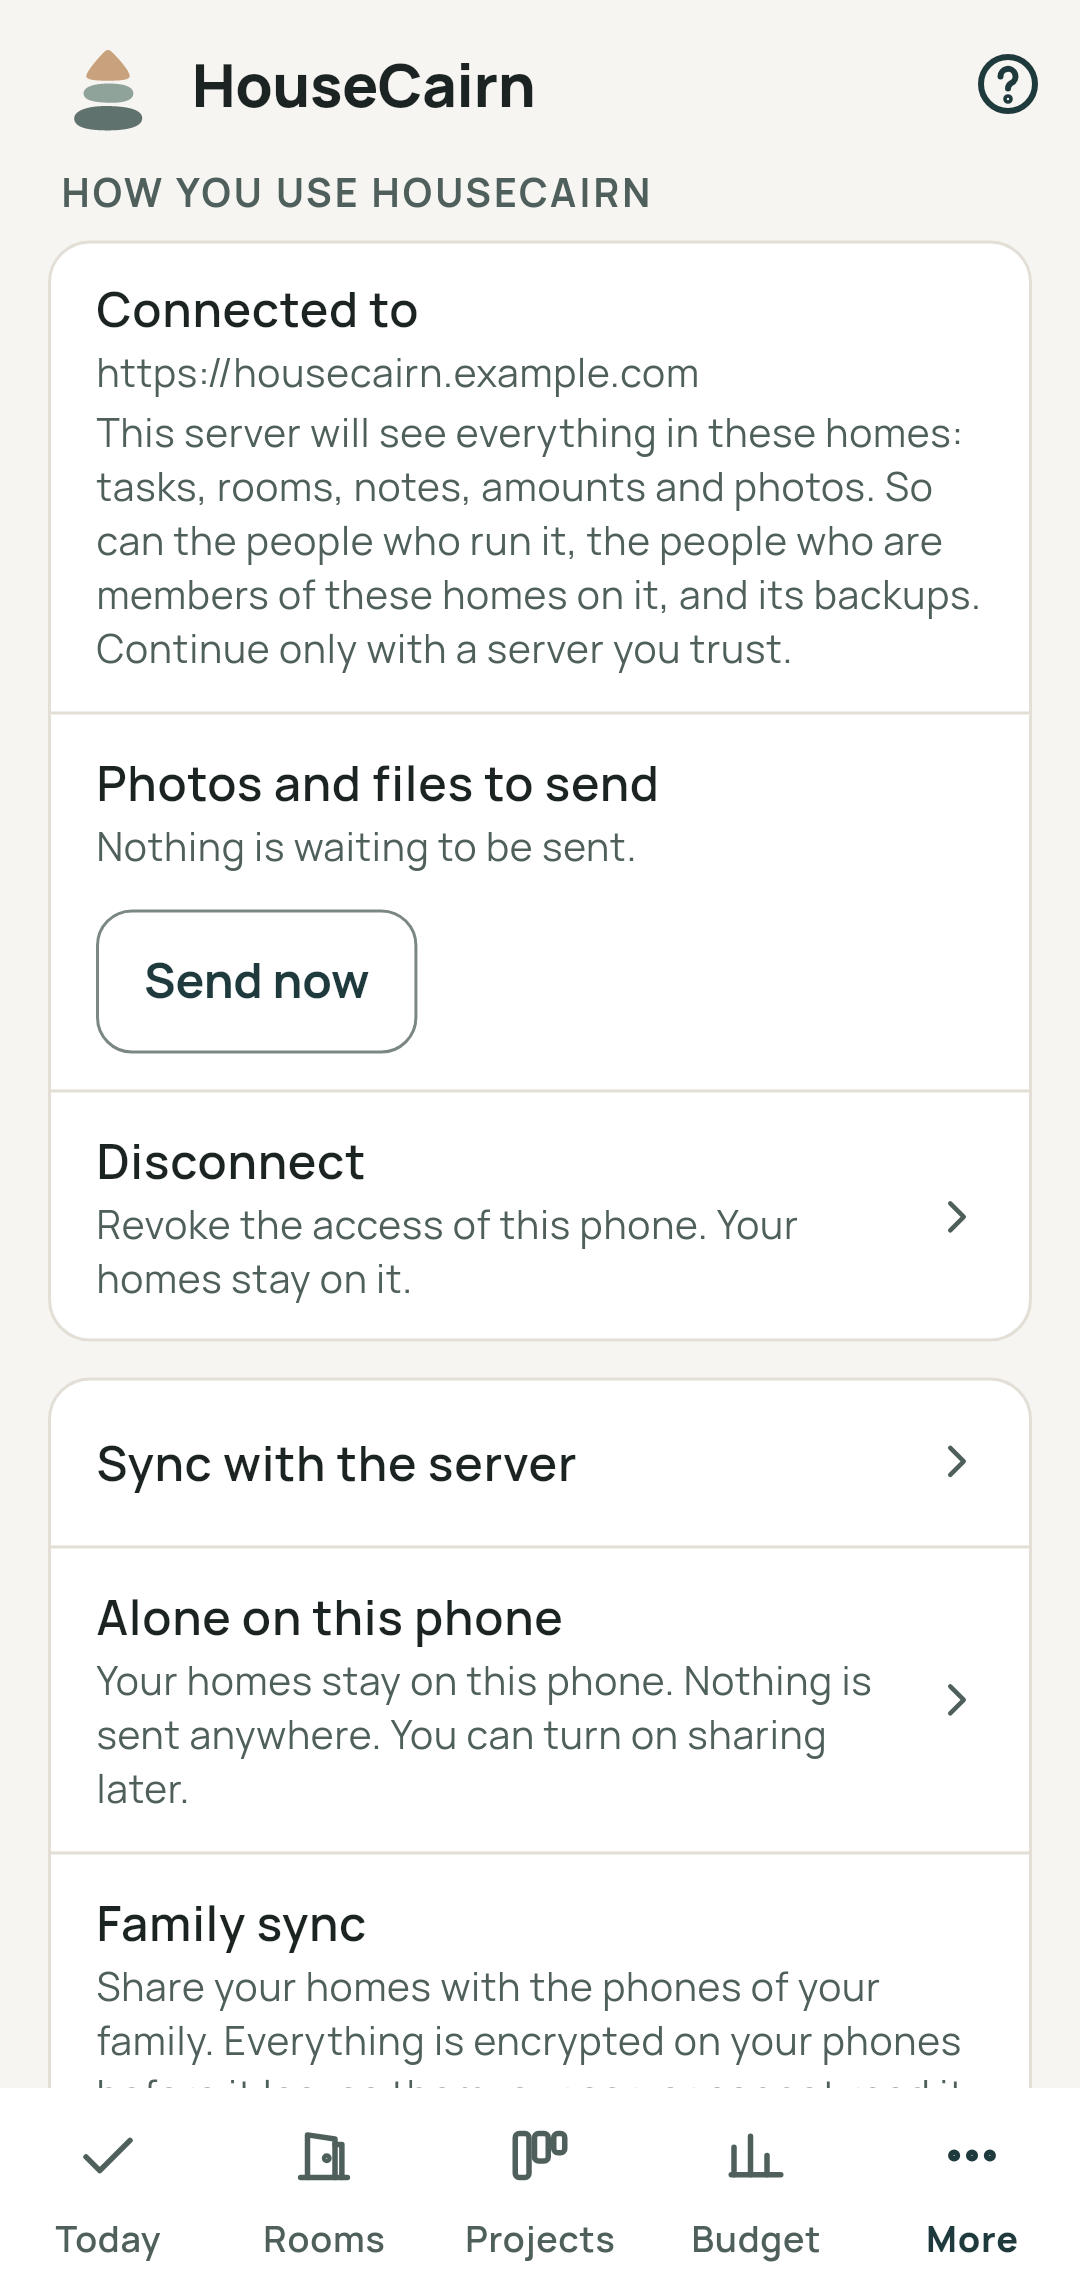 HouseCairn
HOW YOU USE HOUSECAIRN
Connected to
https://housecairn.example.com
This server will see everything in these homes:
tasks, rooms, notes, amounts and photos. So
can the people who run it, the people who are
members of these homes on it, and its backups.
Continue only with a server you trust.
Photos and files to send
Nothing is waiting to be sent.
Send now
Disconnect
Revoke the access of this phone. Your
homes stay on it.
Sync with the server
Alone on this phone
Your homes stay on this phone. Nothing is
sent anywhere. You can turn on sharing
later.
Family sync
Share your homes with the phones of your
family. Everything is encrypted on your phones
Today
Rooms
Projects
Budget
More